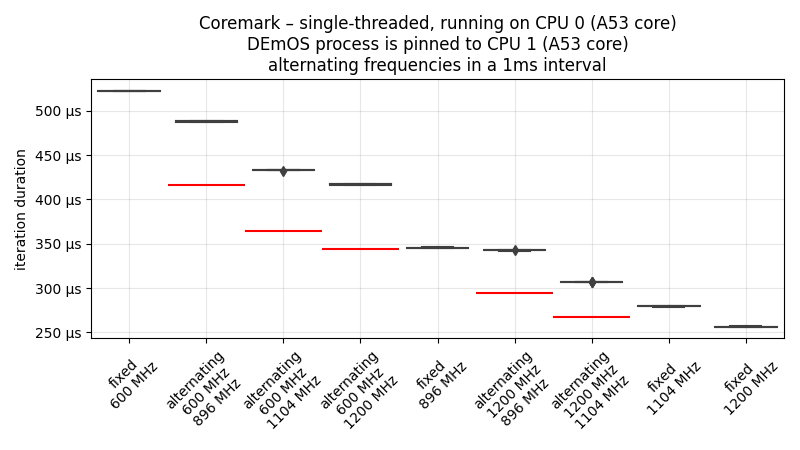 Coremark – single-threaded, running on CPU 0 (A53 core)
DEmOS process is pinned to CPU 1 (A53 core)
alternating frequencies in a 1ms interval
iteration duration
500 µs
450 µs
400 µs
350 µs
300 µs
250 µs
fixed
600 MHz
alternating
600 MHz
896 MHz
alternating
600 MHz
1104 MHz
alternating
600 MHz
1200 MHz
fixed
896 MHz
alternating
1200 MHz
896 MHz
alternating
1200 MHz
1104 MHz
fixed
1104 MHz
fixed
1200 MHz